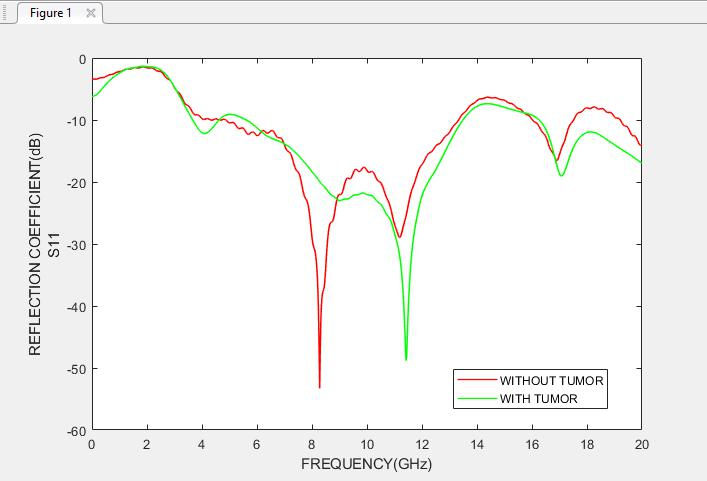 Figure 1
0
-10
-20
-30
-40
-50
-60
REFLECTION COEFFICIENT(dB)
S11
WITHOUT TUMOR
WITH TUMOR
0 2 4 6 8 10 12 14 16 18 20
FREQUENCY(GHz)